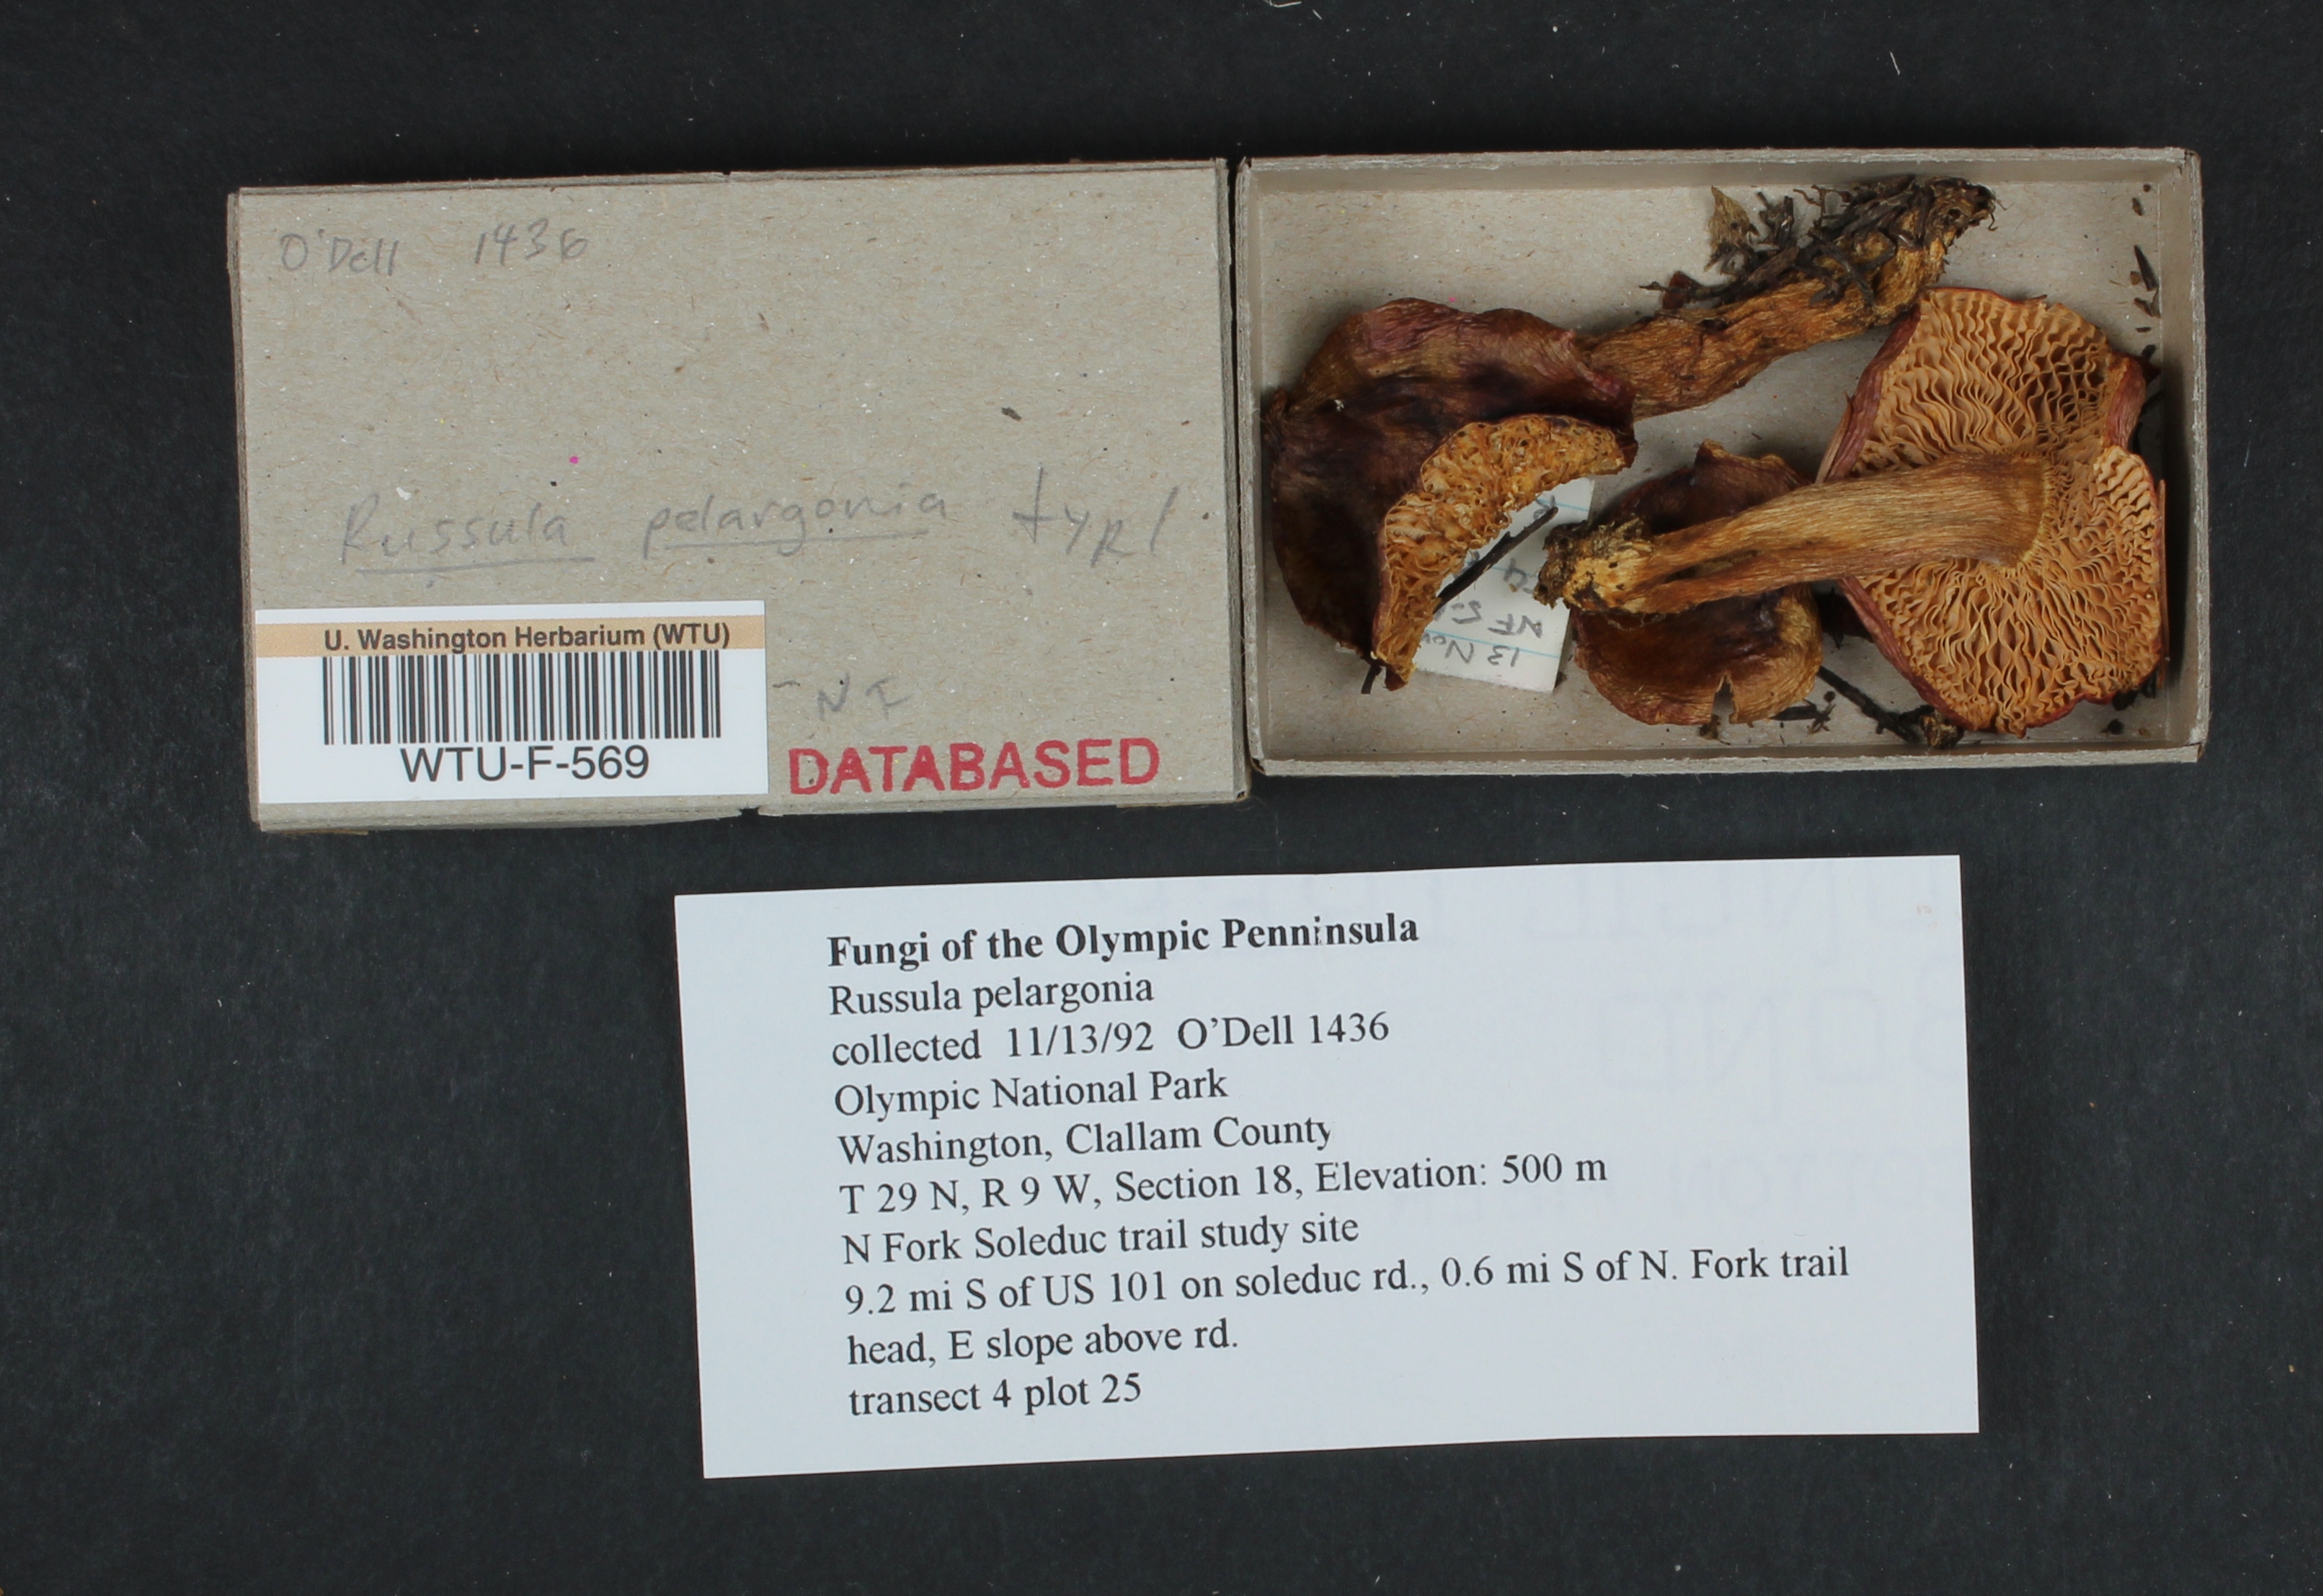 O'Dell 1436
Russula pelargonia
U. Washington Herbarium (WTU)
WTU-F-569
DATABASED
13 Nov
NF
Fungi of the Olympic Penninsula
Russula pelargonia
collected 11/13/92 O'Dell 1436
Olympic National Park
Washington, Clallam County
T 29 N, R 9 W, Section 18, Elevation: 500 m
N Fork Soleduc trail study site
9.2 mi S of US 101 on soleduc rd., 0.6 mi S of N. Fork trail
head, E slope above rd.
transect 4 plot 25